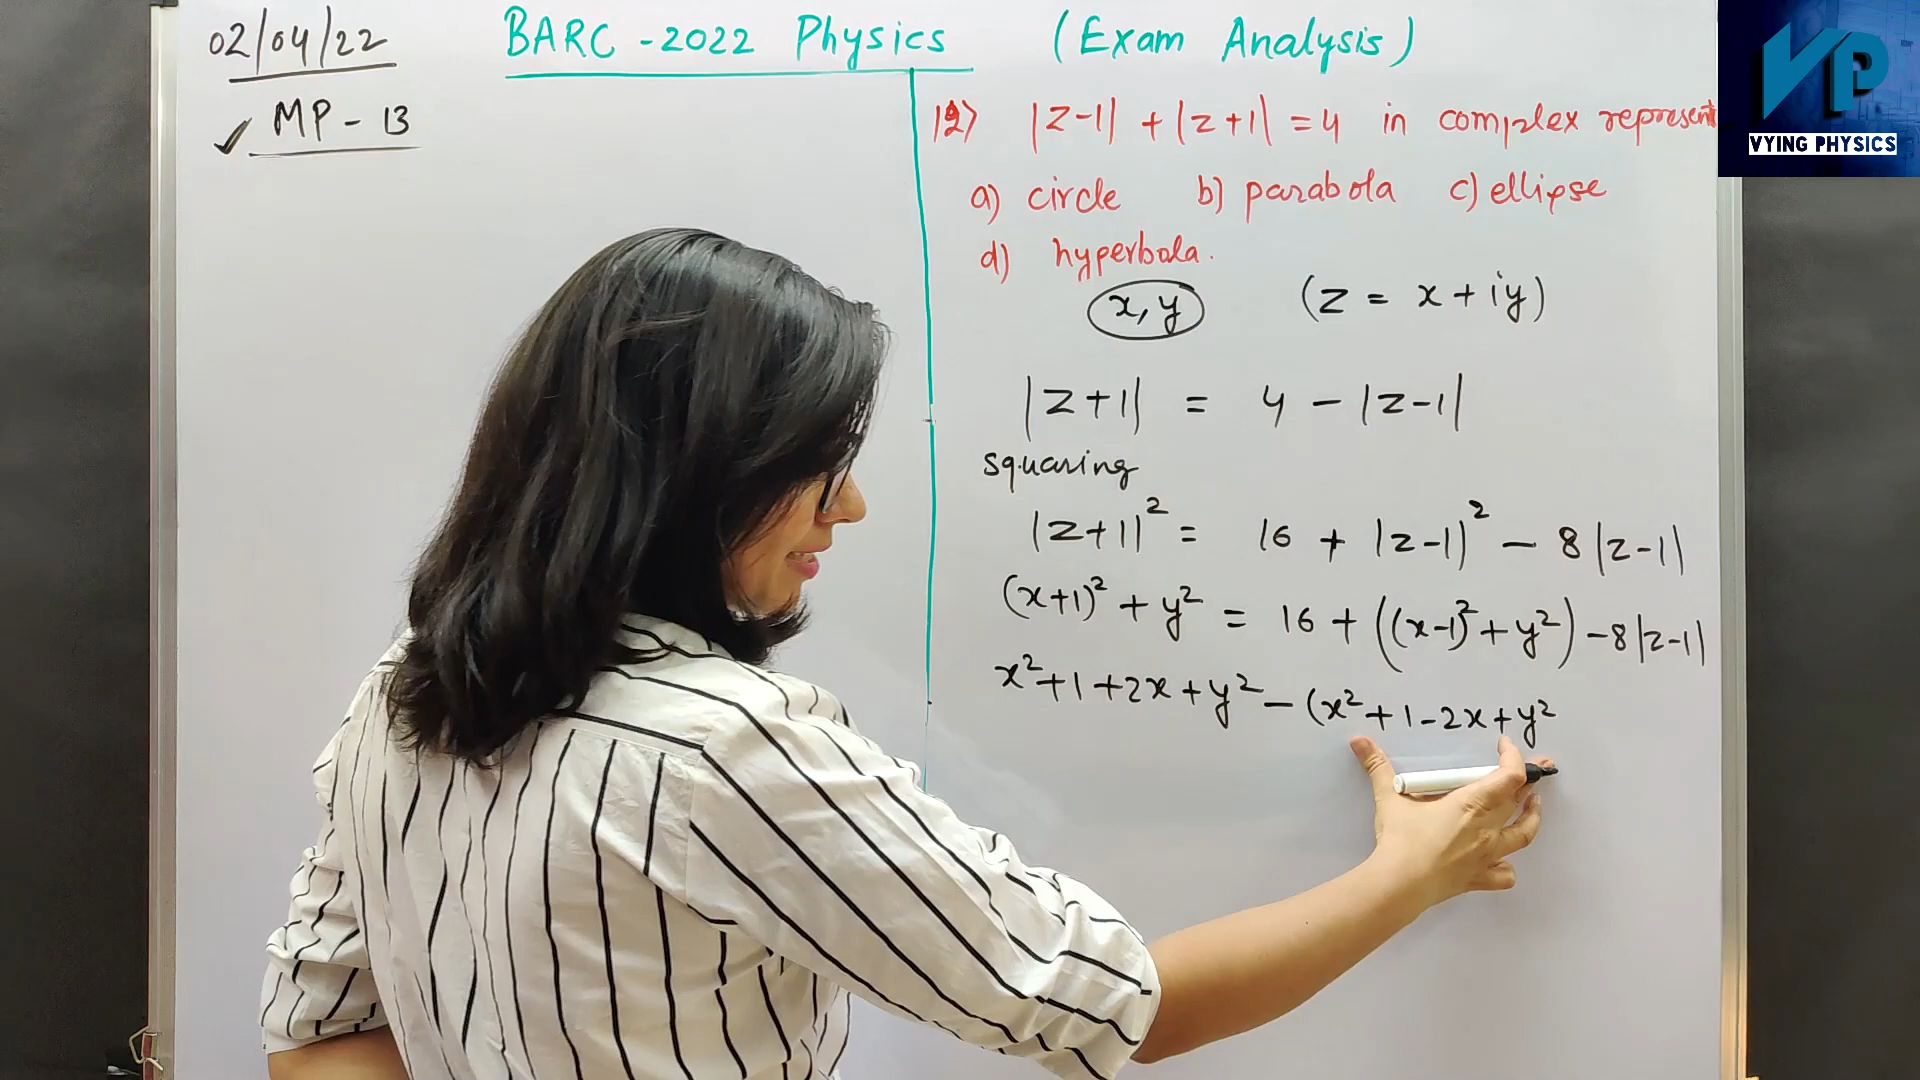 02/04/22
BARC - 2022 Physics (Exam Analysis)
✓ MP - 13
12) |z-1| + |z+1| = 4 in complex represent
a) circle b) parabola c) ellipse
d) hyperbola.
x, y (z = x + iy)
|z+1| = 4 - |z-1|
squaring
|z+1|² = 16 + |z-1|² - 8|z-1|
(x+1)² + y² = 16 + ((x-1)² + y²) - 8|z-1|
x² + 1 + 2x + y² - (x² + 1 - 2x + y²
VP
VYING PHYSICS